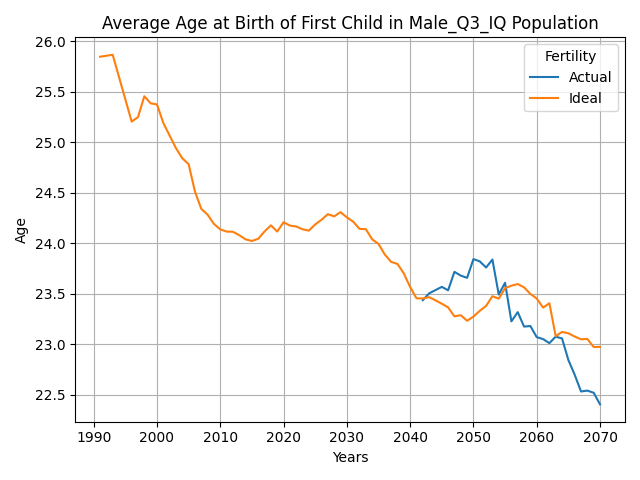 Average Age at Birth of First Child in Male_Q3_IQ Population
26.0
25.5
25.0
24.5
24.0
23.5
23.0
22.5
Age
Fertility
Actual
Ideal
1990 2000 2010 2020 2030 2040 2050 2060 2070
Years